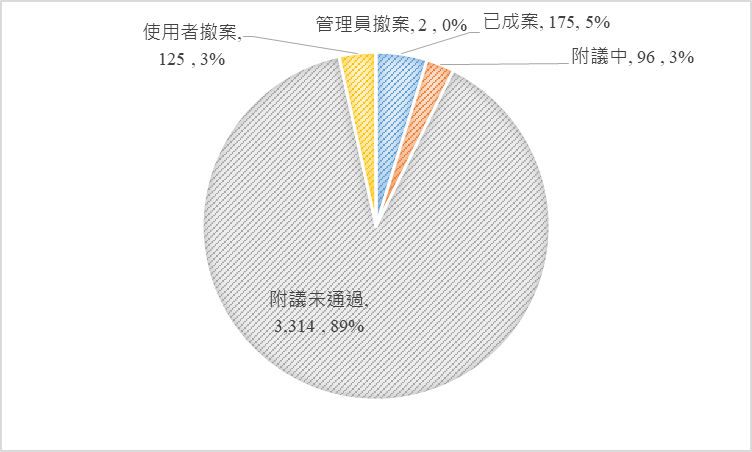 使用者撤案,
125 , 3%
管理員撤案, 2 , 0%
已成案, 175, 5%
附議中, 96 , 3%
附議未通過,
3,314 , 89%